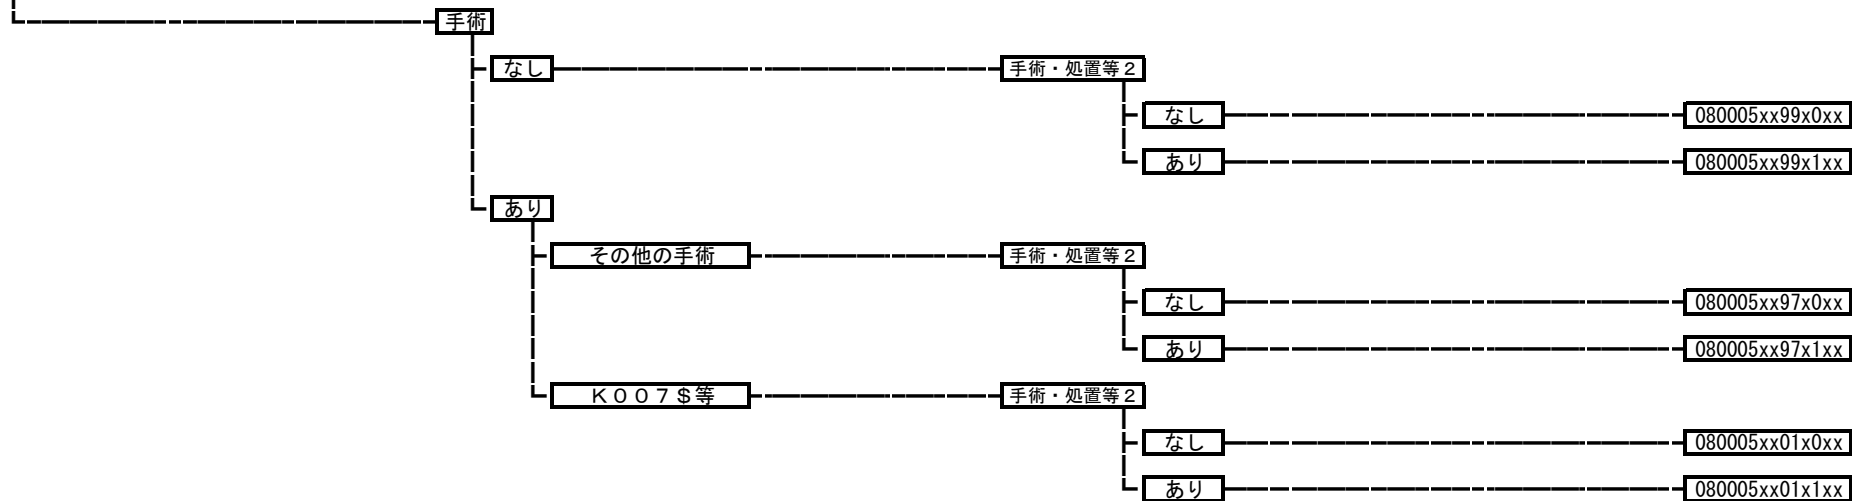 手術
なし 手術・処置等２
なし 080005xx99x0xx
あり 080005xx99x1xx
あり
その他の手術 手術・処置等２
なし 080005xx97x0xx
あり 080005xx97x1xx
Ｋ００７＄等 手術・処置等２
なし 080005xx01x0xx
あり 080005xx01x1xx